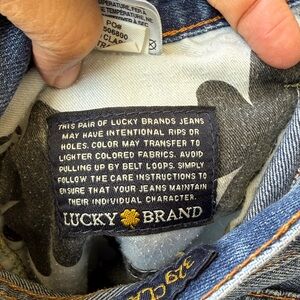 PO#
506800
THIS PAIR OF LUCKY BRANDS JEANS
MAY HAVE INTENTIONAL RIPS OR
HOLES. COLOR MAY TRANSFER TO
LIGHTER COLORED FABRICS. AVOID
PULLING UP BY BELT LOOPS. SIMPLY
FOLLOW THE CARE INSTRUCTIONS TO
ENSURE THAT YOUR JEANS MAINTAIN
THEIR INDIVIDUAL CHARACTER.
LUCKY BRAND